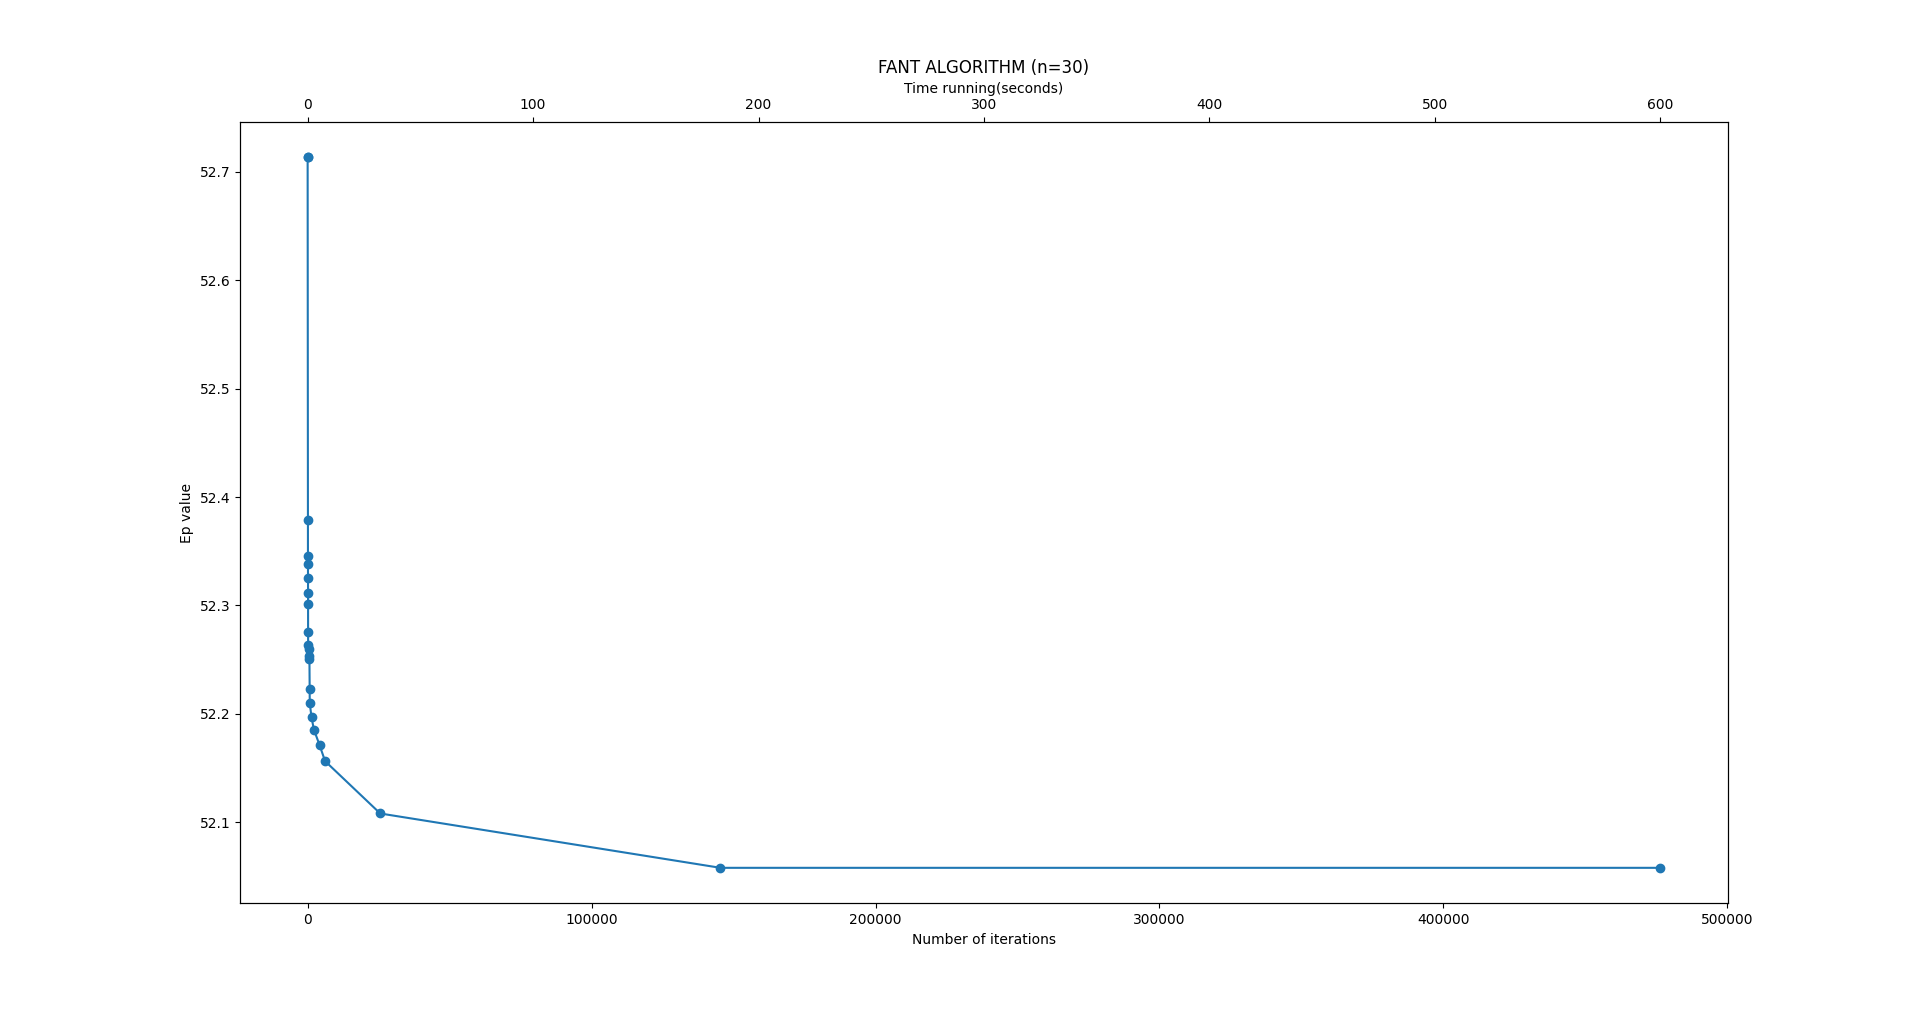 FANT ALGORITHM (n=30)
Time running(seconds)
0 100 200 300 400 500 600
52.7
52.6
52.5
52.4
52.3
52.2
52.1
Ep value
0 100000 200000 300000 400000 500000
Number of iterations